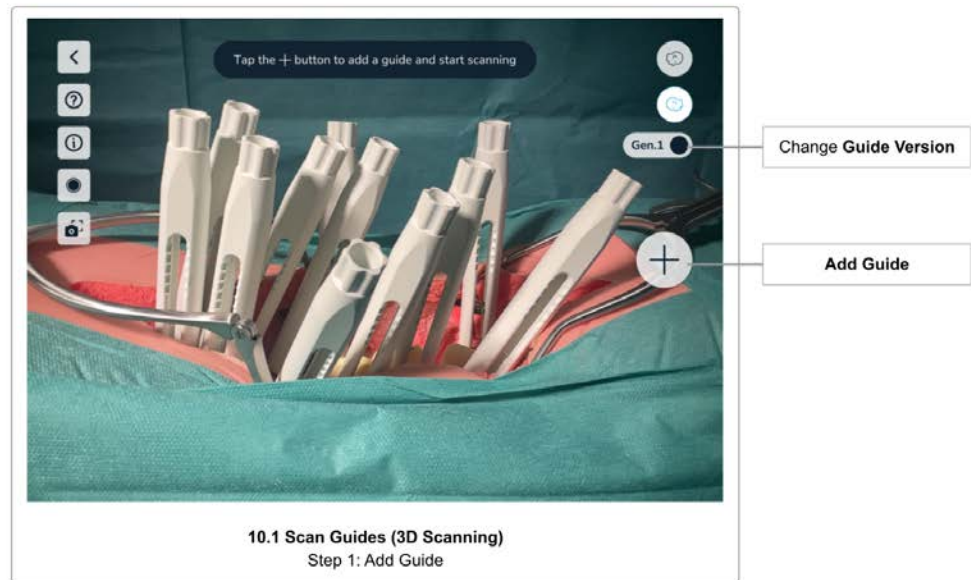 Tap the + button to add a guide and start scanning
Gen.1
Change Guide Version
Add Guide
10.1 Scan Guides (3D Scanning)
Step 1: Add Guide